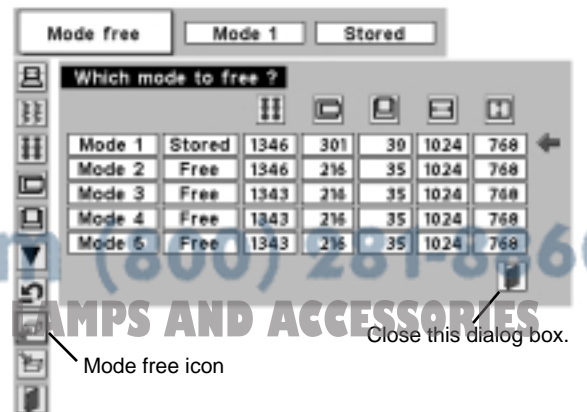 Mode free Mode 1 Stored
Which mode to free ?
Mode 1 Stored 1346 301 39 1024 768
Mode 2 Free 1346 216 35 1024 768
Mode 3 Free 1343 216 35 1024 768
Mode 4 Free 1343 216 35 1024 768
Mode 5 Free 1343 216 35 1024 768
m (800) 281-886
LAMPS AND ACCESSORIES
Close this dialog box.
Mode free icon